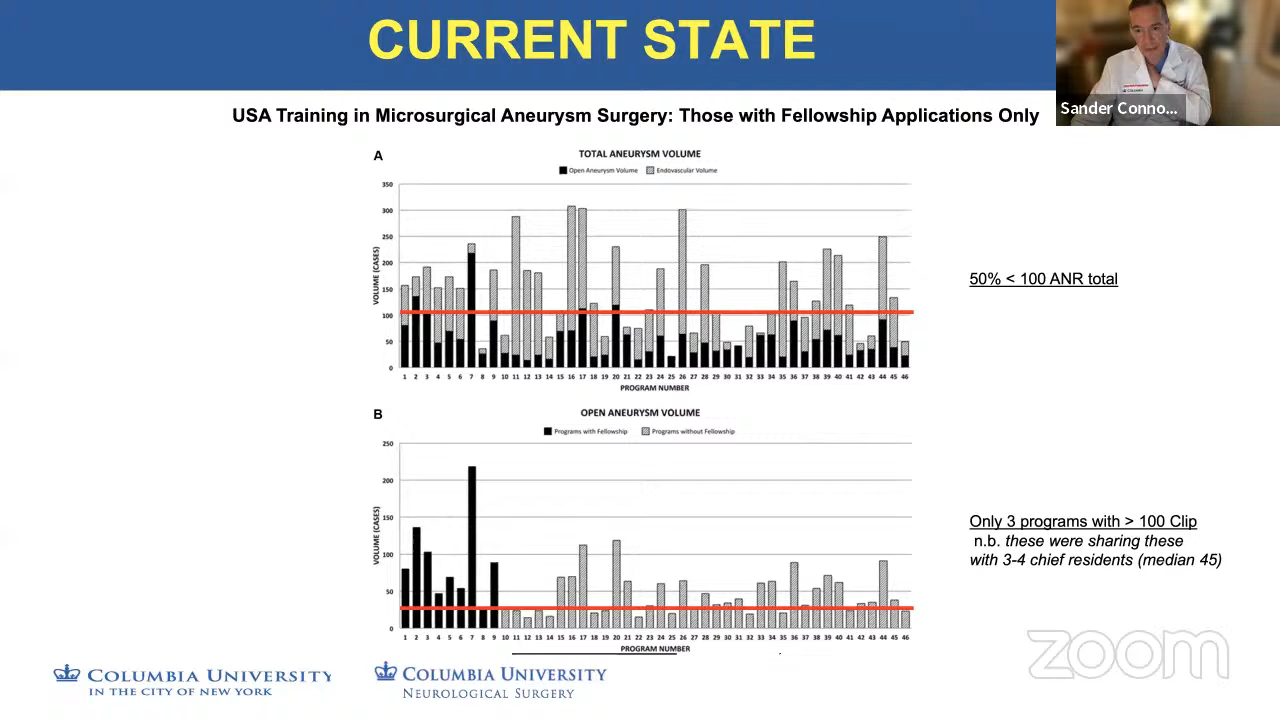 CURRENT STATE
Sander Conno...
USA Training in Microsurgical Aneurysm Surgery: Those with Fellowship Applications Only
A
TOTAL ANEURYSM VOLUME
Open Aneurysm Volume Endovascular Volume
VOLUME (CASES)
350
300
250
200
150
100
50
0
1 2 3 4 5 6 7 8 9 10 11 12 13 14 15 16 17 18 19 20 21 22 23 24 25 26 27 28 29 30 31 32 33 34 35 36 37 38 39 40 41 42 43 44 45 46
PROGRAM NUMBER
50% < 100 ANR total
B
OPEN ANEURYSM VOLUME
Programs with Fellowship Programs without Fellowship
VOLUME (CASES)
250
200
150
100
50
0
1 2 3 4 5 6 7 8 9 10 11 12 13 14 15 16 17 18 19 20 21 22 23 24 25 26 27 28 29 30 31 32 33 34 35 36 37 38 39 40 41 42 43 44 45 46
PROGRAM NUMBER
Only 3 programs with > 100 Clip
n.b. these were sharing these
with 3-4 chief residents (median 45)
COLUMBIA UNIVERSITY
IN THE CITY OF NEW YORK
COLUMBIA UNIVERSITY
NEUROLOGICAL SURGERY
zoom